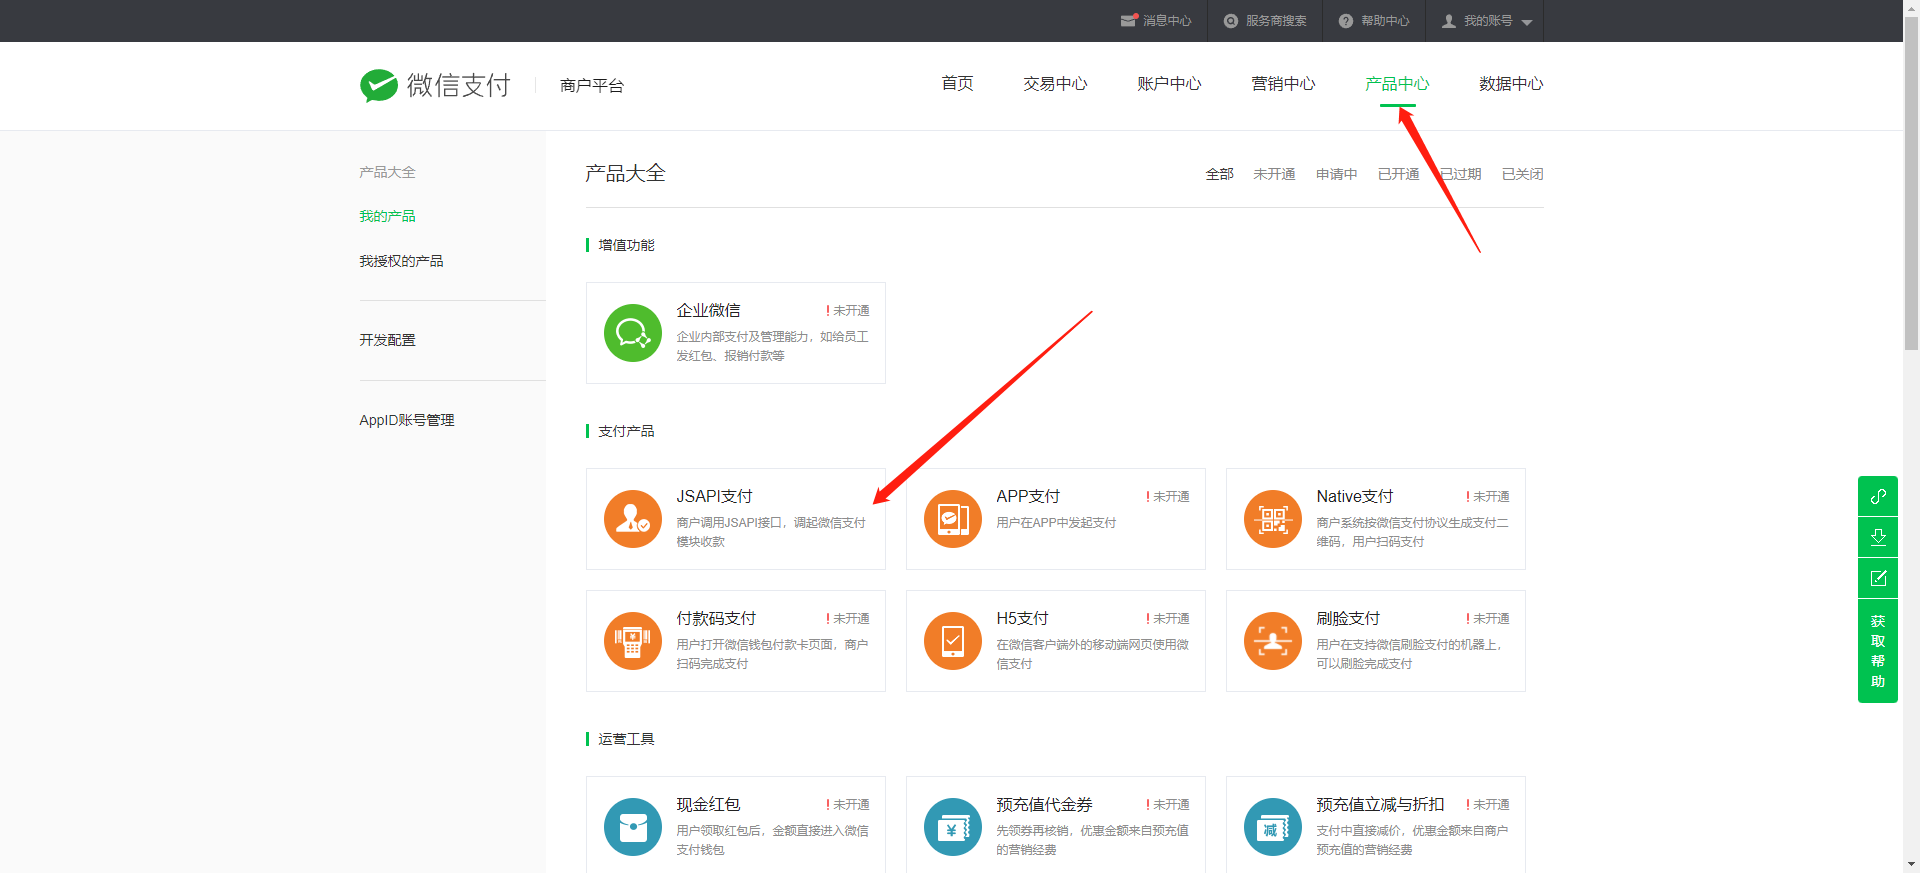 消息中心 服务商搜索 帮助中心 我的账号
微信支付 商户平台 首页 交易中心 账户中心 营销中心 产品中心 数据中心
产品大全
我的产品
我授权的产品
开发配置
AppID账号管理
产品大全 全部 未开通 申请中 已开通 已过期 已关闭
增值功能
企业微信 未开通
企业内部支付及管理能力，如给员工
发红包、报销付款等
支付产品
JSAPI支付
商户调用JSAPI接口，调起微信支付
模块收款
APP支付 未开通
用户在APP中发起支付
Native支付 未开通
商户系统按微信支付协议生成支付二
维码，用户扫码支付
付款码支付 未开通
用户打开微信钱包付款卡页面，商户
扫码完成支付
H5支付 未开通
在微信客户端外的移动端网页使用微
信支付
刷脸支付 未开通
用户在支持微信刷脸支付的机器上，
可以刷脸完成支付
运营工具
现金红包 未开通
用户领取红包后，金额直接进入微信
支付钱包
¥
预充值代金券 未开通
先领券再核销，优惠金额来自预充值
的营销经费
减
预充值立减与折扣 未开通
支付中直接减价，优惠金额来自商户
预充值的营销经费
获
取
帮
助